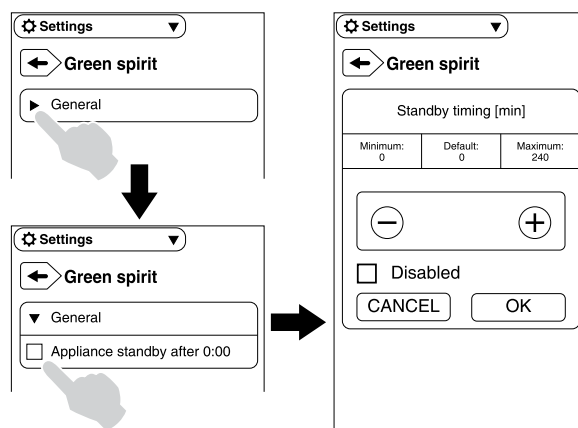 Settings
Green spirit
General
Settings
Green spirit
General
Appliance standby after 0:00
Settings
Green spirit
Standby timing [min]
Minimum:
0
Default:
0
Maximum:
240
Disabled
CANCEL
OK